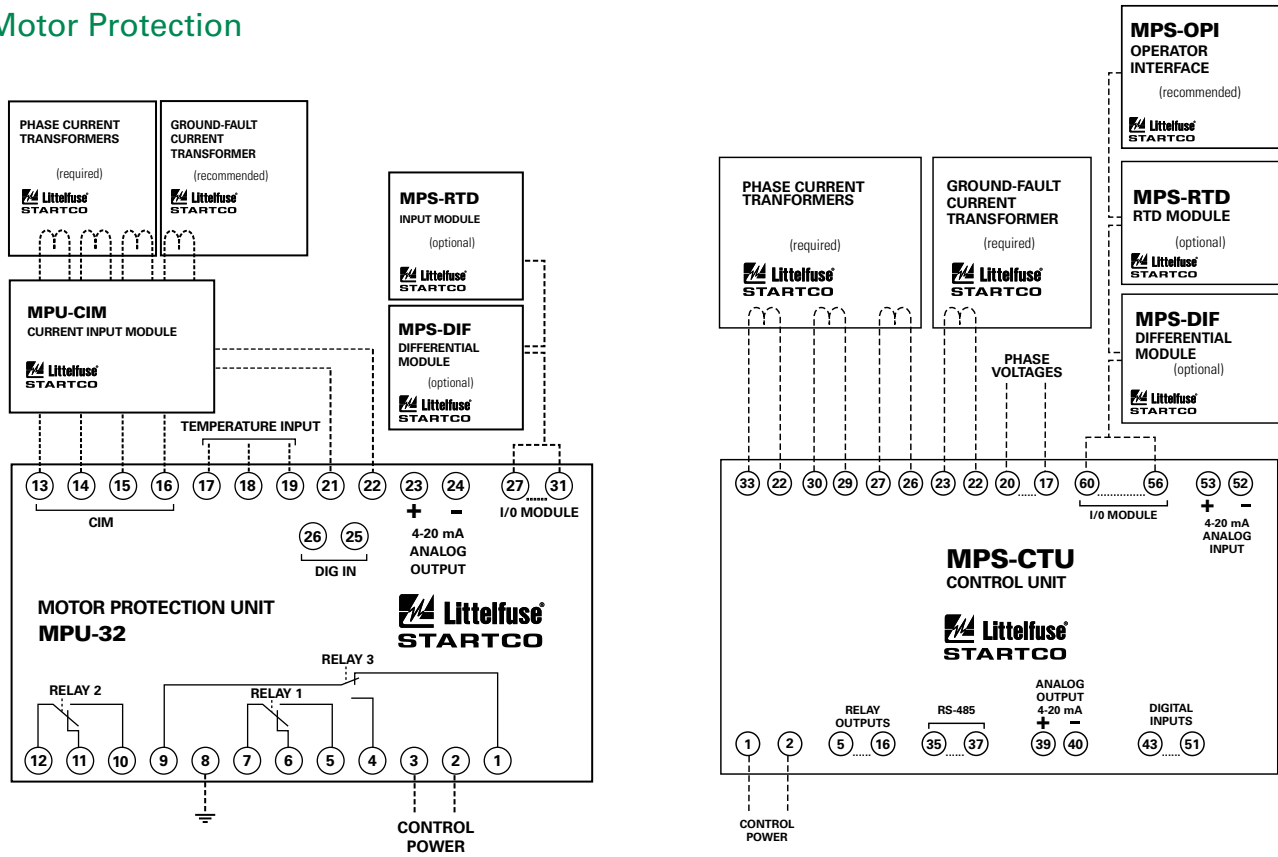 Motor Protection
PHASE CURRENT
TRANSFORMERS
(required)
Littelfuse®
STARTCO
GROUND-FAULT
CURRENT
TRANSFORMER
(recommended)
Littelfuse®
STARTCO
MPU-CIM
CURRENT INPUT MODULE
Littelfuse®
STARTCO
MPS-RTD
INPUT MODULE
(optional)
Littelfuse®
STARTCO
MPS-DIF
DIFFERENTIAL
MODULE
(optional)
Littelfuse®
STARTCO
TEMPERATURE INPUT
13 14 15 16 17 18 19 21 22 23 24 27 31
CIM
+ –
I/0 MODULE
4-20 mA
ANALOG
OUTPUT
26 25
DIG IN
MOTOR PROTECTION UNIT
MPU-32
Littelfuse®
STARTCO
RELAY 3
RELAY 2
RELAY 1
12 11 10 9 8 7 6 5 4 3 2 1
CONTROL
POWER
MPS-OPI
OPERATOR
INTERFACE
(recommended)
Littelfuse®
STARTCO
MPS-RTD
RTD MODULE
(optional)
Littelfuse®
STARTCO
MPS-DIF
DIFFERENTIAL
MODULE
(optional)
Littelfuse®
STARTCO
PHASE CURRENT
TRANFORMERS
(required)
Littelfuse®
STARTCO
GROUND-FAULT
CURRENT
TRANSFORMER
(required)
Littelfuse®
STARTCO
PHASE
VOLTAGES
33 22 30 29 27 26 23 22 20 17 60 56 53 52
I/0 MODULE
+ –
4-20 mA
ANALOG
INPUT
MPS-CTU
CONTROL UNIT
Littelfuse®
STARTCO
RELAY
OUTPUTS
RS-485
ANALOG
OUTPUT
4-20 mA
+ –
DIGITAL
INPUTS
1 2 5 16 35 37 39 40 43 51
CONTROL
POWER